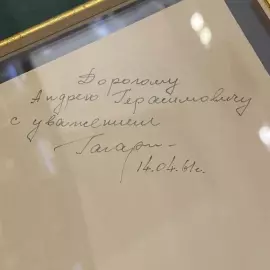 Дорогому
Андрею Герасимовичу
с уважением
Гагарин
14.04.61г.